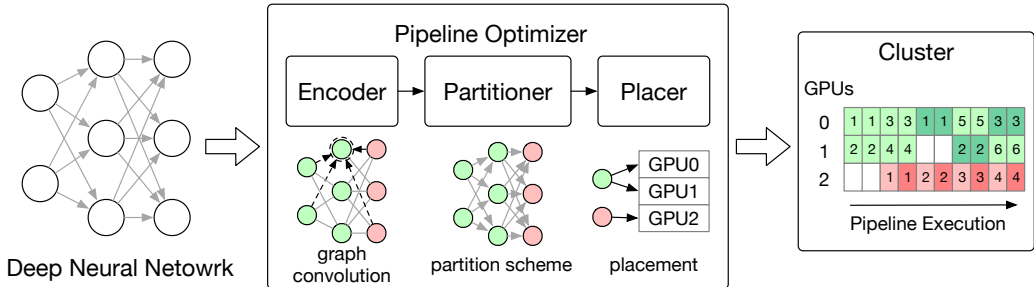 Pipeline Optimizer
Encoder
Partitioner
Placer
GPU0
GPU1
GPU2
graph
convolution
partition scheme
placement
Deep Neural Netowrk
Cluster
GPUs
0 1 1 3 3 1 1 5 5 3 3
1 2 2 4 4 2 2 6 6
2 1 1 2 2 3 3 4 4
Pipeline Execution